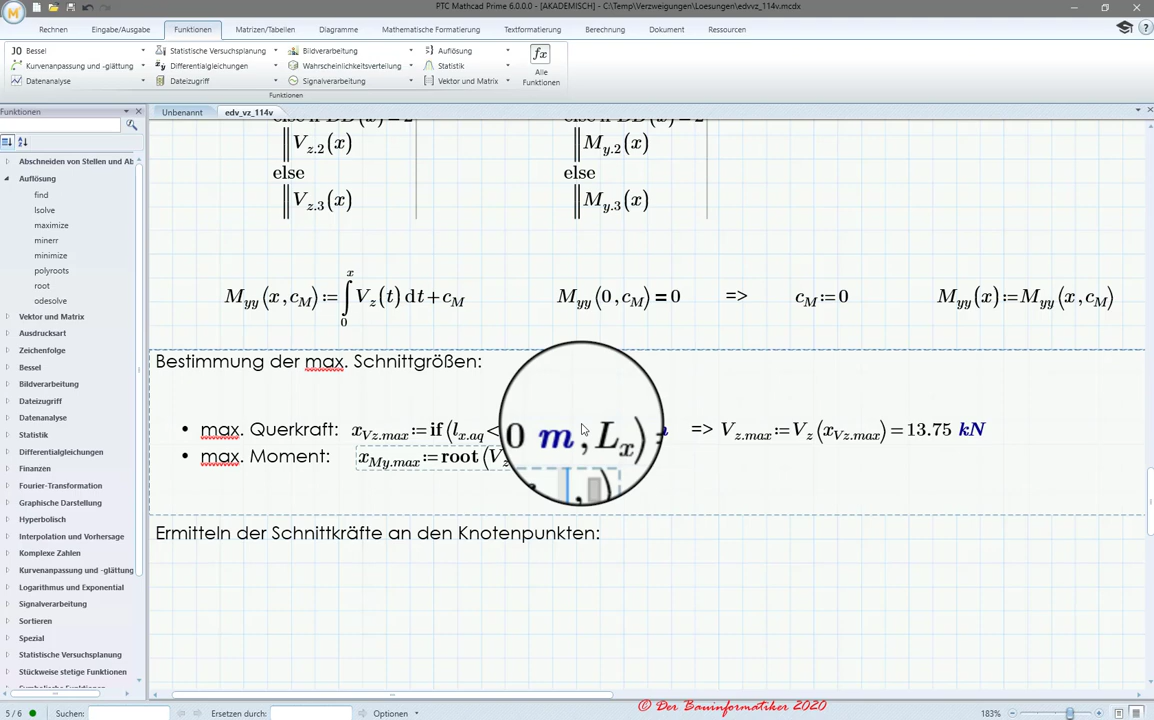 PTC Mathcad Prime 6.0.0.0 - [AKADEMISCH] - C:\Temp\Verzweigungen\Loesungen\edvvz_114v.mcdx
Rechnen Eingabe/Ausgabe Funktionen Matrizen/Tabellen Diagramme Mathematische Formatierung Textformatierung Berechnung Dokument Ressourcen
Bessel
Kurvenanpassung und -glättung
Datenanalyse
Statistische Versuchsplanung
Differentialgleichungen
Dateizugriff
Bildverarbeitung
Wahrscheinlichkeitsverteilung
Signalverarbeitung
Auflösung
Statistik
Vektor und Matrix
fx
Alle
Funktionen
Funktionen
Funktionen
Unbenannt edv_vz_114v
Abschneiden von Stellen und Ab
Auflösung
find
lsolve
maximize
minerr
minimize
polyroots
root
odesolve
Vektor und Matrix
Ausdrucksart
Zeichenfolge
Bessel
Bildverarbeitung
Dateizugriff
Datenanalyse
Statistik
Differentialgleichungen
Finanzen
Fourier-Transformation
Graphische Darstellung
Hyperbolisch
Interpolation und Vorhersage
Komplexe Zahlen
Kurvenanpassung und -glättung
Logarithmus und Exponential
Signalverarbeitung
Sortieren
Spezial
Statistische Versuchsplanung
Stückweise stetige Funktionen
V_z.2(x) M_y.2(x)
else else
V_z.3(x) M_y.3(x)
M_yy(x,c_M):=∫_0^x V_z(t) dt+c_M M_yy(0,c_M)=0 => c_M:=0 M_yy(x):=M_yy(x,c_M)
Bestimmung der max. Schnittgrößen:
• max. Querkraft: x_Vz.max:=if(l_x.aq< 0 m,L_x) => V_z.max:=V_z(x_Vz.max)=13.75 kN
• max. Moment: x_My.max:=root(V_z ,)
Ermitteln der Schnittkräfte an den Knotenpunkten:
5 / 6 Suchen: Ersetzen durch: Optionen 183%
© Der Bauinformatiker 2020